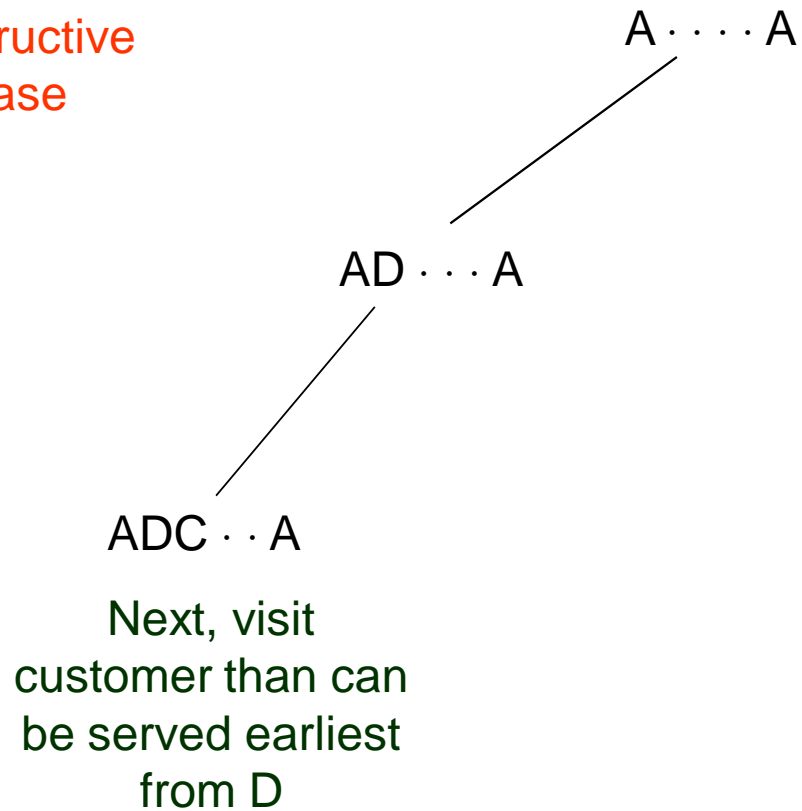 ructive
ase
A · · · · A
AD · · · A
ADC · · A
Next, visit
customer than can
be served earliest
from D